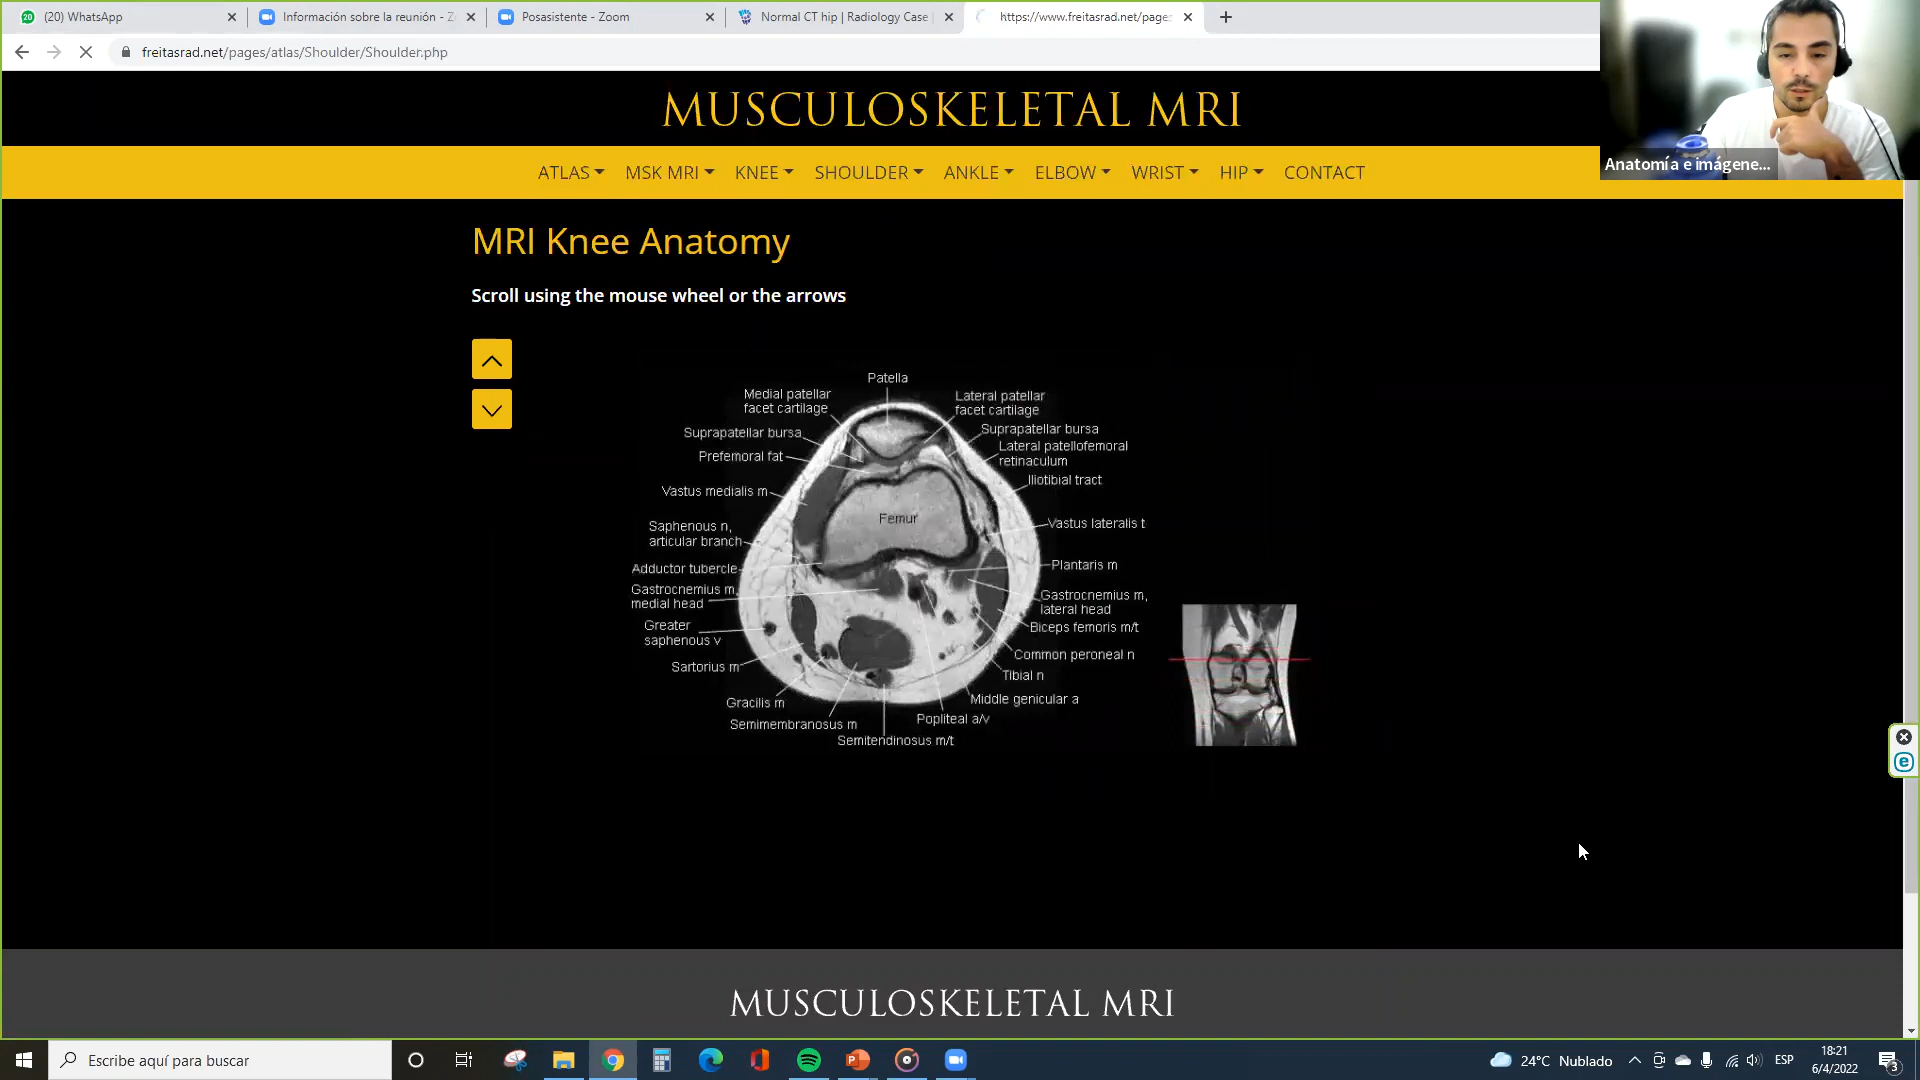 (20) WhatsApp
Información sobre la reunión - Z
Posasistente - Zoom
Normal CT hip | Radiology Case
https://www.freitasrad.net/page
freitasrad.net/pages/atlas/Shoulder/Shoulder.php
MUSCULOSKELETAL MRI
ATLAS MSK MRI KNEE SHOULDER ANKLE ELBOW WRIST HIP CONTACT
Anatomía e imágene...
MRI Knee Anatomy
Scroll using the mouse wheel or the arrows
Patella
Medial patellar
facet cartilage
Lateral patellar
facet cartilage
Suprapatellar bursa
Suprapatellar bursa
Lateral patellofemoral
retinaculum
Prefemoral fat
Iliotibial tract
Vastus medialis m
Femur
Vastus lateralis t
Saphenous n,
articular branch
Adductor tubercle
Plantaris m
Gastrocnemius m,
medial head
Gastrocnemius m,
lateral head
Greater
saphenous v
Biceps femoris m/t
Common peroneal n
Sartorius m
Tibial n
Gracilis m
Middle genicular a
Semimembranosus m
Popliteal a/v
Semitendinosus m/t
MUSCULOSKELETAL MRI
Escribe aquí para buscar
24°C Nublado
ESP
18:21
6/4/2022
3